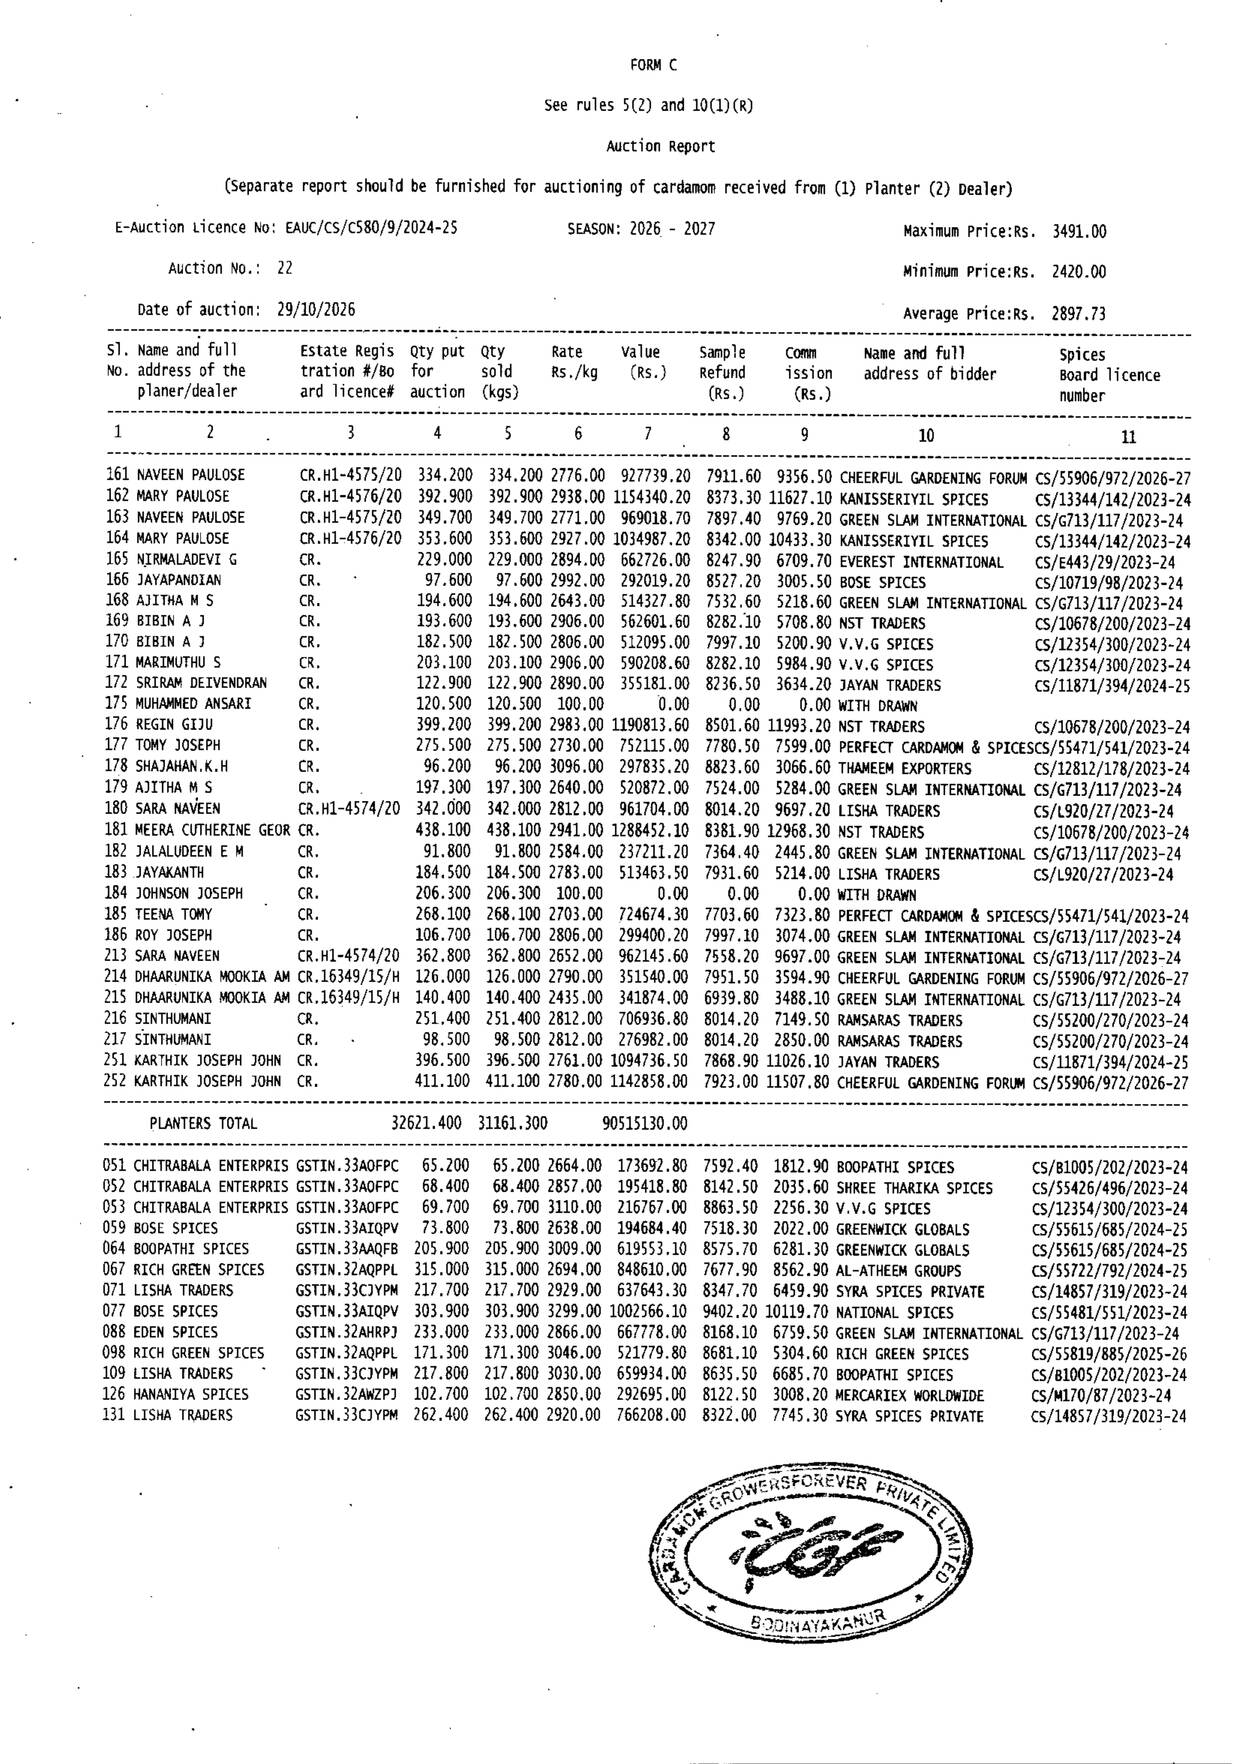 FORM C
See rules 5(2) and 10(1)(R)
Auction Report
(Separate report should be furnished for auctioning of cardamom received from (1) Planter (2) Dealer)
E-Auction Licence No: EAUC/CS/C580/9/2024-25 SEASON: 2026 - 2027 Maximum Price:Rs. 3491.00
Auction No.: 22 Minimum Price:Rs. 2420.00
Date of auction: 29/10/2026 Average Price:Rs. 2897.73
Sl. Name and full Estate Regis Qty put Qty Rate Value Sample Comm Name and full Spices
No. address of the tration #/Bo for sold Rs./kg (Rs.) Refund ission address of bidder Board licence
planer/dealer ard licence# auction (kgs) (Rs.) (Rs.) number
1 2 3 4 5 6 7 8 9 10 11
161 NAVEEN PAULOSE CR.H1-4575/20 334.200 334.200 2776.00 927739.20 7911.60 9356.50 CHEERFUL GARDENING FORUM CS/55906/972/2026-27
162 MARY PAULOSE CR.H1-4576/20 392.900 392.900 2938.00 1154340.20 8373.30 11627.10 KANISSERIYIL SPICES CS/13344/142/2023-24
163 NAVEEN PAULOSE CR.H1-4575/20 349.700 349.700 2771.00 969018.70 7897.40 9769.20 GREEN SLAM INTERNATIONAL CS/G713/117/2023-24
164 MARY PAULOSE CR.H1-4576/20 353.600 353.600 2927.00 1034987.20 8342.00 10433.30 KANISSERIYIL SPICES CS/13344/142/2023-24
165 NIRMALADEVI G CR. 229.000 229.000 2894.00 662726.00 8247.90 6709.70 EVEREST INTERNATIONAL CS/E443/29/2023-24
166 JAYAPANDIAN CR. 97.600 97.600 2992.00 292019.20 8527.20 3005.50 BOSE SPICES CS/10719/98/2023-24
168 AJITHA M S CR. 194.600 194.600 2643.00 514327.80 7532.60 5218.60 GREEN SLAM INTERNATIONAL CS/G713/117/2023-24
169 BIBIN A J CR. 193.600 193.600 2906.00 562601.60 8282.10 5708.80 NST TRADERS CS/10678/200/2023-24
170 BIBIN A J CR. 182.500 182.500 2806.00 512095.00 7997.10 5200.90 V.V.G SPICES CS/12354/300/2023-24
171 MARIMUTHU S CR. 203.100 203.100 2906.00 590208.60 8282.10 5984.90 V.V.G SPICES CS/12354/300/2023-24
172 SRIRAM DEIVENDRAN CR. 122.900 122.900 2890.00 355181.00 8236.50 3634.20 JAYAN TRADERS CS/11871/394/2024-25
175 MUHAMMED ANSARI CR. 120.500 120.500 100.00 0.00 0.00 0.00 WITH DRAWN
176 REGIN GIJU CR. 399.200 399.200 2983.00 1190813.60 8501.60 11993.20 NST TRADERS CS/10678/200/2023-24
177 TOMY JOSEPH CR. 275.500 275.500 2730.00 752115.00 7780.50 7599.00 PERFECT CARDAMOM & SPICESCS/55471/541/2023-24
178 SHAJAHAN.K.H CR. 96.200 96.200 3096.00 297835.20 8823.60 3066.60 THAMEEM EXPORTERS CS/12812/178/2023-24
179 AJITHA M S CR. 197.300 197.300 2640.00 520872.00 7524.00 5284.00 GREEN SLAM INTERNATIONAL CS/G713/117/2023-24
180 SARA NAVEEN CR.H1-4574/20 342.000 342.000 2812.00 961704.00 8014.20 9697.20 LISHA TRADERS CS/L920/27/2023-24
181 MEERA CUTHERINE GEOR CR. 438.100 438.100 2941.00 1288452.10 8381.90 12968.30 NST TRADERS CS/10678/200/2023-24
182 JALALUDEEN E M CR. 91.800 91.800 2584.00 237211.20 7364.40 2445.80 GREEN SLAM INTERNATIONAL CS/G713/117/2023-24
183 JAYAKANTH CR. 184.500 184.500 2783.00 513463.50 7931.60 5214.00 LISHA TRADERS CS/L920/27/2023-24
184 JOHNSON JOSEPH CR. 206.300 206.300 100.00 0.00 0.00 0.00 WITH DRAWN
185 TEENA TOMY CR. 268.100 268.100 2703.00 724674.30 7703.60 7323.80 PERFECT CARDAMOM & SPICESCS/55471/541/2023-24
186 ROY JOSEPH CR. 106.700 106.700 2806.00 299400.20 7997.10 3074.00 GREEN SLAM INTERNATIONAL CS/G713/117/2023-24
213 SARA NAVEEN CR.H1-4574/20 362.800 362.800 2652.00 962145.60 7558.20 9697.00 GREEN SLAM INTERNATIONAL CS/G713/117/2023-24
214 DHAARUNIKA MOOKIA AM CR.16349/15/H 126.000 126.000 2790.00 351540.00 7951.50 3594.90 CHEERFUL GARDENING FORUM CS/55906/972/2026-27
215 DHAARUNIKA MOOKIA AM CR.16349/15/H 140.400 140.400 2435.00 341874.00 6939.80 3488.10 GREEN SLAM INTERNATIONAL CS/G713/117/2023-24
216 SINTHUMANI CR. 251.400 251.400 2812.00 706936.80 8014.20 7149.50 RAMSARAS TRADERS CS/55200/270/2023-24
217 SINTHUMANI CR. 98.500 98.500 2812.00 276982.00 8014.20 2850.00 RAMSARAS TRADERS CS/55200/270/2023-24
251 KARTHIK JOSEPH JOHN CR. 396.500 396.500 2761.00 1094736.50 7868.90 11026.10 JAYAN TRADERS CS/11871/394/2024-25
252 KARTHIK JOSEPH JOHN CR. 411.100 411.100 2780.00 1142858.00 7923.00 11507.80 CHEERFUL GARDENING FORUM CS/55906/972/2026-27
PLANTERS TOTAL 32621.400 31161.300 90515130.00
051 CHITRABALA ENTERPRIS GSTIN.33AOFPC 65.200 65.200 2664.00 173692.80 7592.40 1812.90 BOOPATHI SPICES CS/B1005/202/2023-24
052 CHITRABALA ENTERPRIS GSTIN.33AOFPC 68.400 68.400 2857.00 195418.80 8142.50 2035.60 SHREE THARIKA SPICES CS/55426/496/2023-24
053 CHITRABALA ENTERPRIS GSTIN.33AOFPC 69.700 69.700 3110.00 216767.00 8863.50 2256.30 V.V.G SPICES CS/12354/300/2023-24
059 BOSE SPICES GSTIN.33AIQPV 73.800 73.800 2638.00 194684.40 7518.30 2022.00 GREENWICK GLOBALS CS/55615/685/2024-25
064 BOOPATHI SPICES GSTIN.33AAQFB 205.900 205.900 3009.00 619553.10 8575.70 6281.30 GREENWICK GLOBALS CS/55615/685/2024-25
067 RICH GREEN SPICES GSTIN.32AQPPL 315.000 315.000 2694.00 848610.00 7677.90 8562.90 AL-ATHEEM GROUPS CS/55722/792/2024-25
071 LISHA TRADERS GSTIN.33CJYPM 217.700 217.700 2929.00 637643.30 8347.70 6459.90 SYRA SPICES PRIVATE CS/14857/319/2023-24
077 BOSE SPICES GSTIN.33AIQPV 303.900 303.900 3299.00 1002566.10 9402.20 10119.70 NATIONAL SPICES CS/55481/551/2023-24
088 EDEN SPICES GSTIN.32AHRPJ 233.000 233.000 2866.00 667778.00 8168.10 6759.50 GREEN SLAM INTERNATIONAL CS/G713/117/2023-24
098 RICH GREEN SPICES GSTIN.32AQPPL 171.300 171.300 3046.00 521779.80 8681.10 5304.60 RICH GREEN SPICES CS/55819/885/2025-26
109 LISHA TRADERS GSTIN.33CJYPM 217.800 217.800 3030.00 659934.00 8635.50 6685.70 BOOPATHI SPICES CS/B1005/202/2023-24
126 HANANIYA SPICES GSTIN.32AWZPJ 102.700 102.700 2850.00 292695.00 8122.50 3008.20 MERCARIEX WORLDWIDE CS/M170/87/2023-24
131 LISHA TRADERS GSTIN.33CJYPM 262.400 262.400 2920.00 766208.00 8322.00 7745.30 SYRA SPICES PRIVATE CS/14857/319/2023-24
CARDAMOM GROWERSFOREVER PRIVATE LIMITED
CGF
BODINAYAKANUR